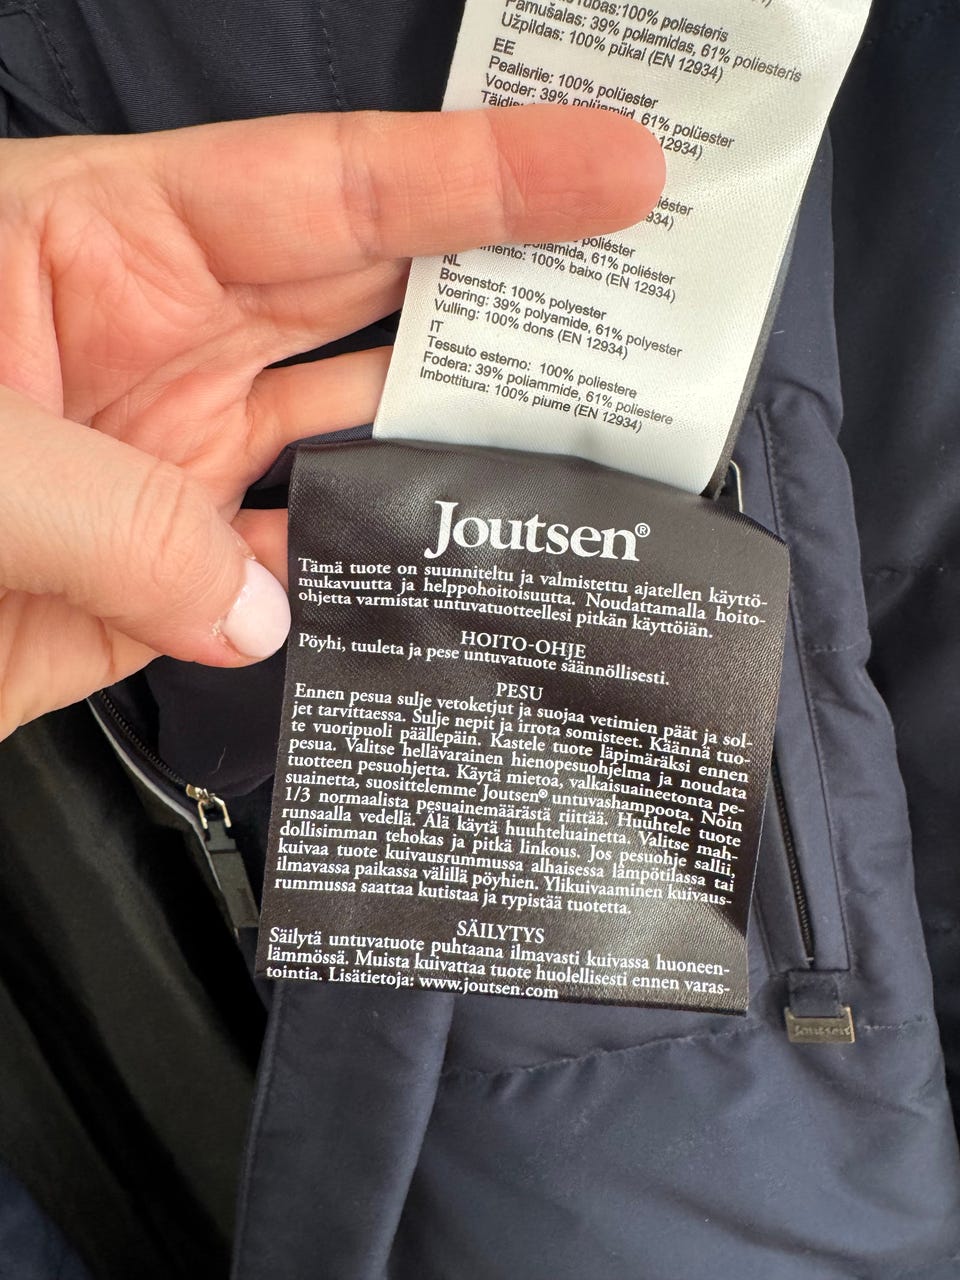 100% poliesteris
Pamušalas: 39% poliamidas, 61% poliesteris
Užpildas: 100% pūkai (EN 12934)
EE
Pealisriie: 100% polüester
Vooder: 39% polüamiid, 61% polüester
Täidis: 12934)
934)
poliéster
61% poliéster
100% baixo (EN 12934)
NL
Bovenstof: 100% polyester
Voering: 39% polyamide, 61% polyester
Vulling: 100% dons (EN 12934)
IT
Tessuto esterno: 100% poliestere
Fodera: 39% poliammide, 61% poliestere
Imbottitura: 100% piume (EN 12934)
Joutsen®
Tämä tuote on suunniteltu ja valmistettu ajatellen käyttö-
mukavuutta ja helppohoitoisuutta. Noudattamalla hoito-
ohjetta varmistat untuvatuotteellesi pitkän käyttöiän.
HOITO-OHJE
Pöyhi, tuuleta ja pese untuvatuote säännöllisesti.
PESU
Ennen pesua sulje vetoketjut ja suojaa vetimien päät ja sol-
jet tarvittaessa. Sulje nepit ja irrota somisteet. Käännä tuo-
te vuoripuoli päällepäin. Kastele tuote läpimäräksi ennen
pesua. Valitse hellävarainen hienopesuohjelma ja noudata
tuotteen pesuohjetta. Käytä mietoa, valkaisuaineetonta pe-
suainetta, suosittelemme Joutsen® untuvashampoota. Noin
1/3 normaalista pesuainemäärästä riittää. Huuhtele tuote
runsaalla vedellä. Älä käytä huuhteluainetta. Valitse mah-
dollisimman tehokas ja pitkä linkous. Jos pesuohje sallii,
kuivaa tuote kuivausrummussa alhaisessa lämpötilassa tai
ilmavassa paikassa välillä pöyhien. Ylikuivaaminen kuivaus-
rummussa saattaa kutistaa ja rypistää tuotetta.
SÄILYTYS
Säilytä untuvatuote puhtaana ilmavasti kuivassa huoneen-
lämmössä. Muista kuivattaa tuote huolellisesti ennen varas-
tointia. Lisätietoja: www.joutsen.com
Joutsen